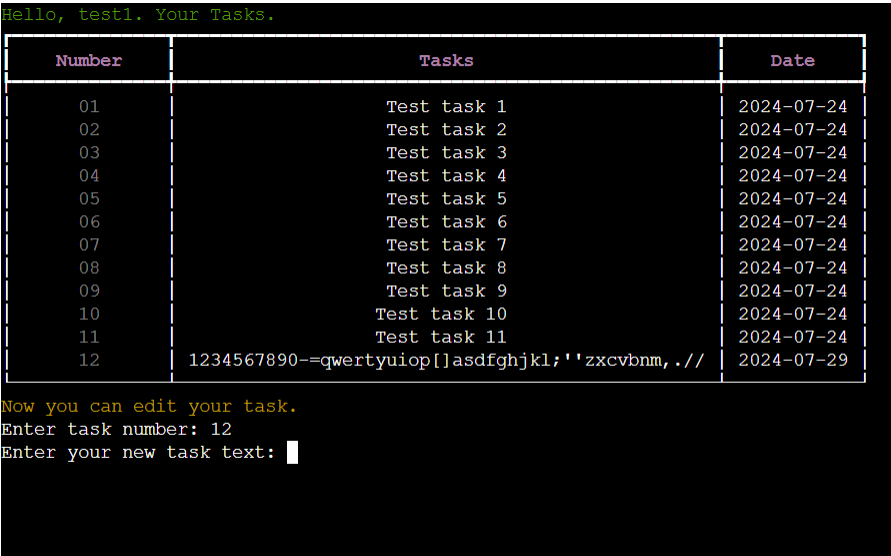 Hello, test1. Your Tasks.
Number Tasks Date
01 Test task 1 2024-07-24
02 Test task 2 2024-07-24
03 Test task 3 2024-07-24
04 Test task 4 2024-07-24
05 Test task 5 2024-07-24
06 Test task 6 2024-07-24
07 Test task 7 2024-07-24
08 Test task 8 2024-07-24
09 Test task 9 2024-07-24
10 Test task 10 2024-07-24
11 Test task 11 2024-07-24
12 1234567890-=qwertyuiop[]asdfghjkl;''zxcvbnm,.// 2024-07-29
Now you can edit your task.
Enter task number: 12
Enter your new task text: